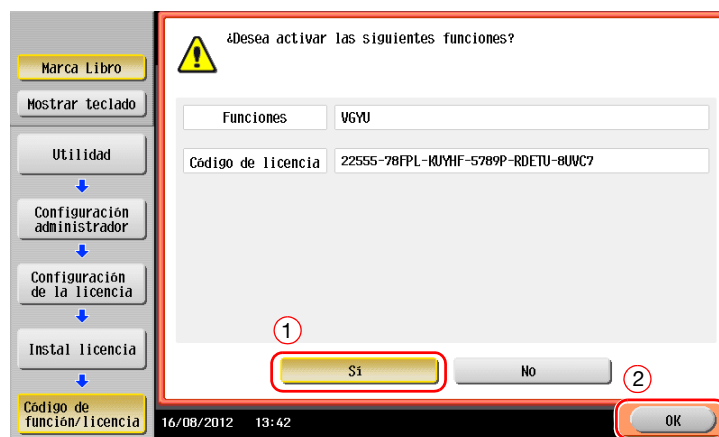 Marca Libro
Mostrar teclado
Utilidad
Configuración
administrador
Configuración
de la licencia
Instal licencia
Código de
función/licencia
¿Desea activar las siguientes funciones?
Funciones
VGYU
Código de licencia
22555-78FPL-KUYHF-5789P-RDETU-8UVC7
1
Sí
No
2
16/08/2012 13:42
OK